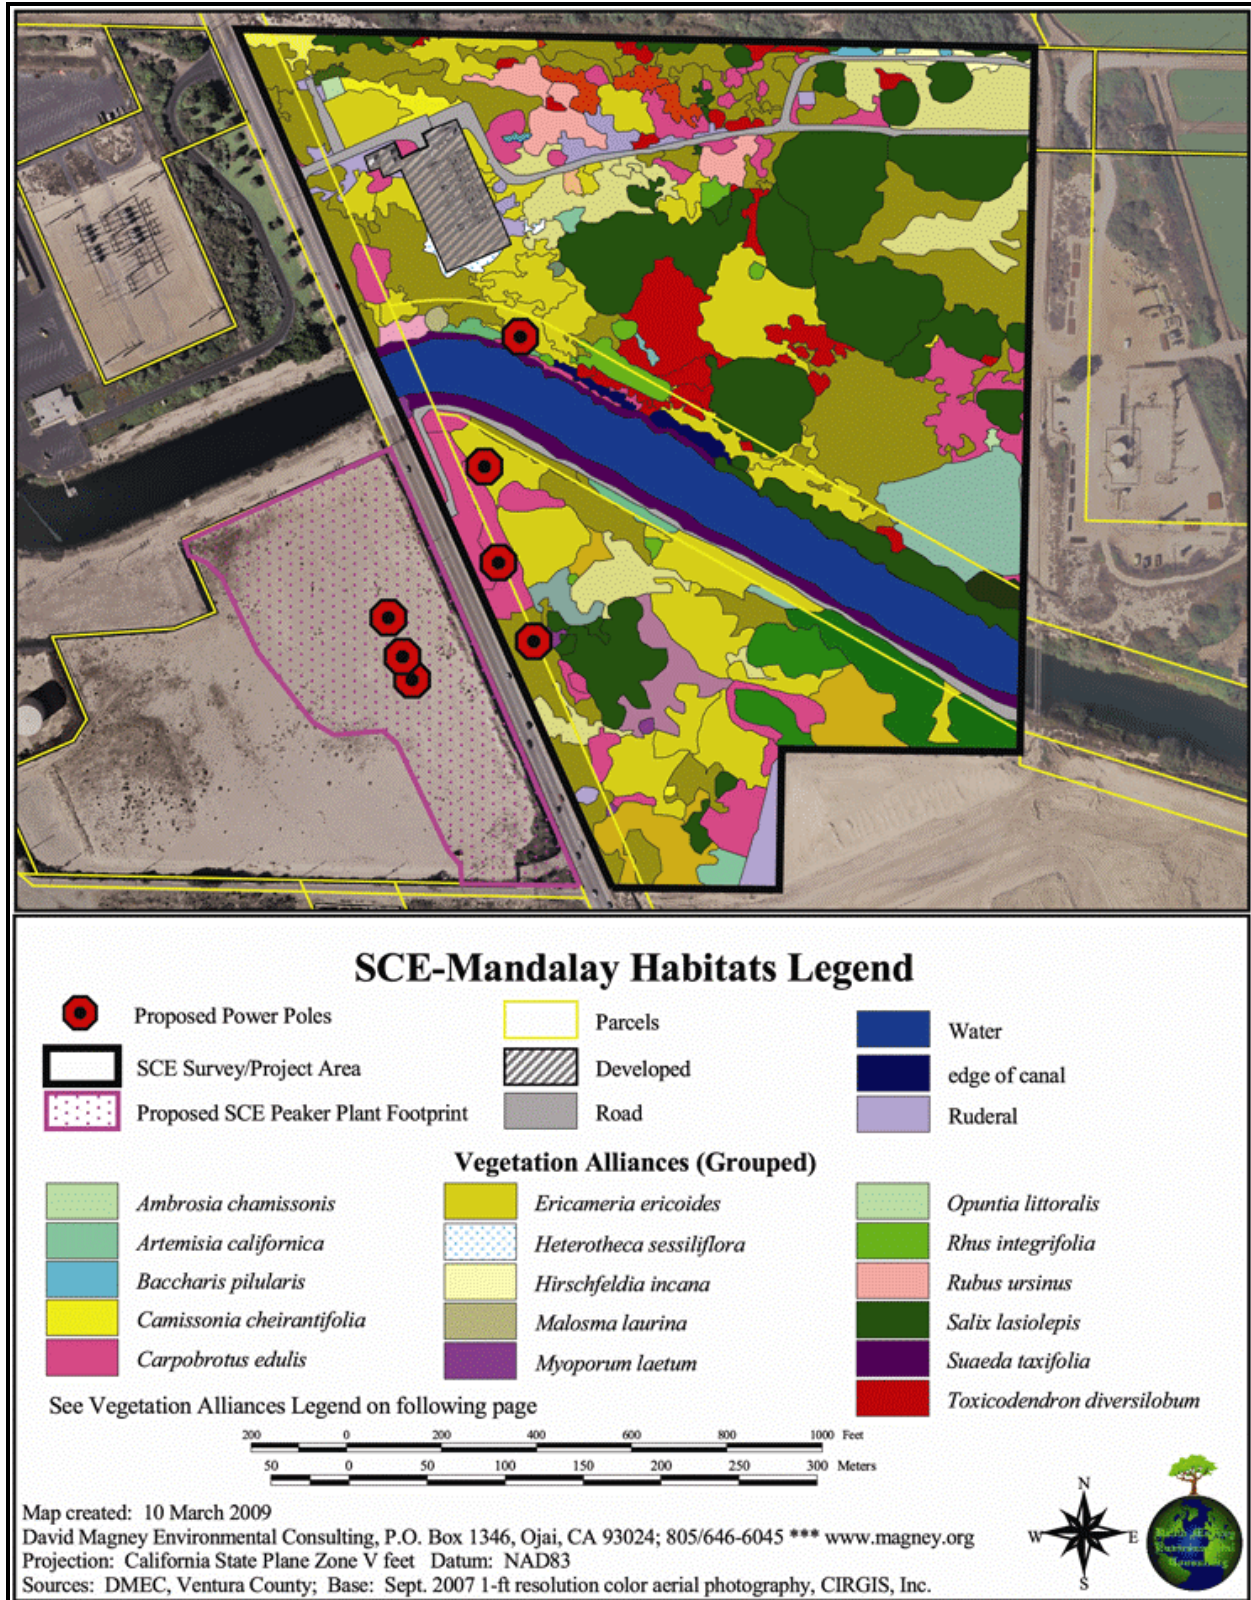 SCE-Mandalay Habitats Legend
Proposed Power Poles
Parcels
Water
SCE Survey/Project Area
Developed
edge of canal
Proposed SCE Peaker Plant Footprint
Road
Ruderal
Vegetation Alliances (Grouped)
Ambrosia chamissonis
Ericameria ericoides
Opuntia littoralis
Artemisia californica
Heterotheca sessiliflora
Rhus integrifolia
Baccharis pilularis
Hirschfeldia incana
Rubus ursinus
Camissonia cheirantifolia
Malosma laurina
Salix lasiolepis
Carpobrotus edulis
Myoporum laetum
Suaeda taxifolia
Toxicodendron diversilobum
See Vegetation Alliances Legend on following page
200 0 200 400 600 800 1000 Feet
50 0 50 100 150 200 250 300 Meters
N
W E
S
Map created: 10 March 2009
David Magney Environmental Consulting, P.O. Box 1346, Ojai, CA 93024; 805/646-6045 *** www.magney.org
Projection: California State Plane Zone V feet Datum: NAD83
Sources: DMEC, Ventura County; Base: Sept. 2007 1-ft resolution color aerial photography, CIRGIS, Inc.